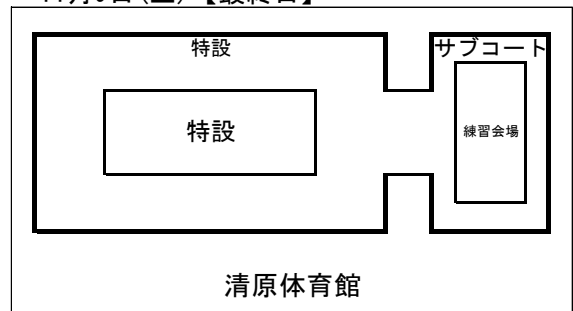 特設
サブコート
特設
練習会場
清原体育館